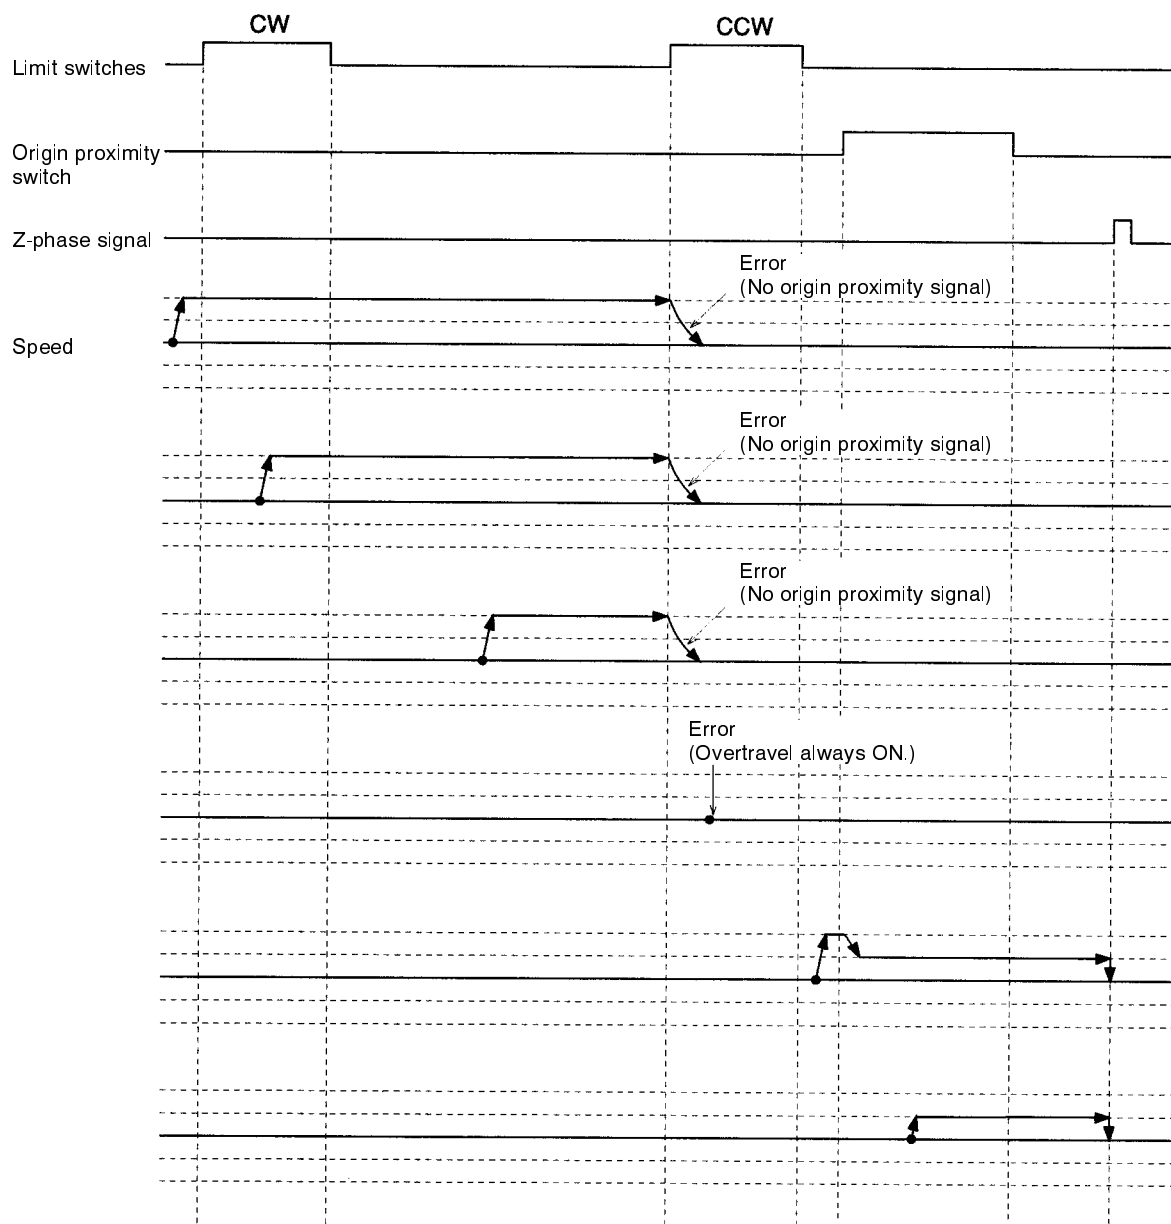 CW
CCW
Limit switches
Origin proximity
switch
Z-phase signal
Error
(No origin proximity signal)
Speed
Error
(No origin proximity signal)
Error
(No origin proximity signal)
Error
(Overtravel always ON.)